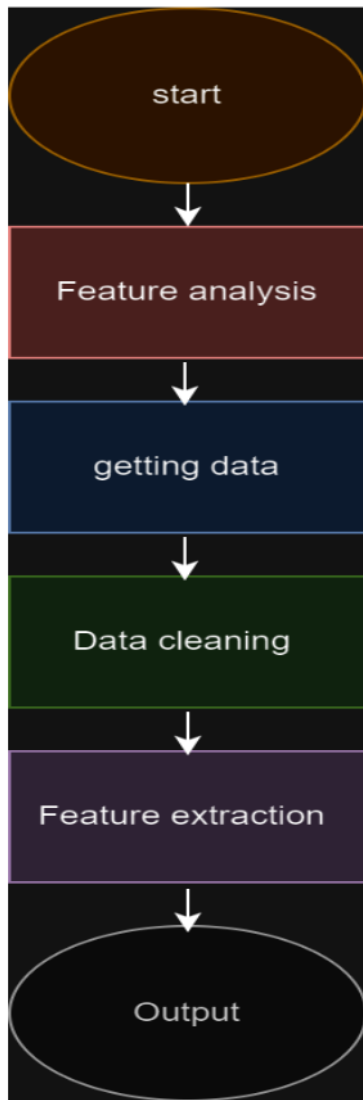 start
Feature analysis
getting data
Data cleaning
Feature extraction
Output